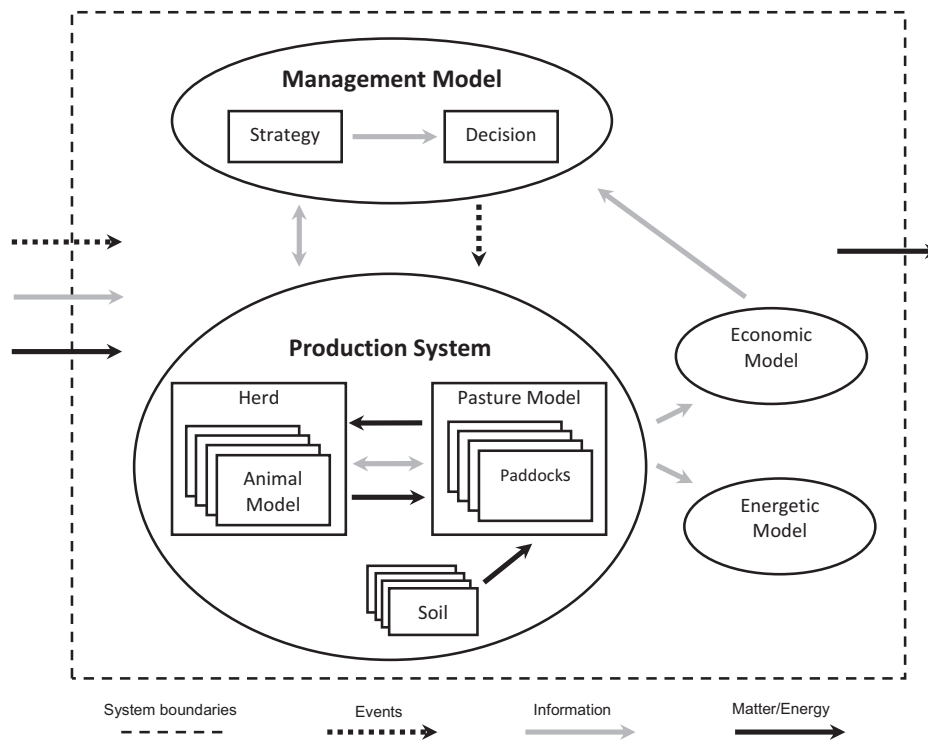 Management Model
Strategy
Decision
Production System
Herd
Pasture Model
Animal
Model
Paddocks
Soil
Economic
Model
Energetic
Model
System boundaries
Events
Information
Matter/Energy